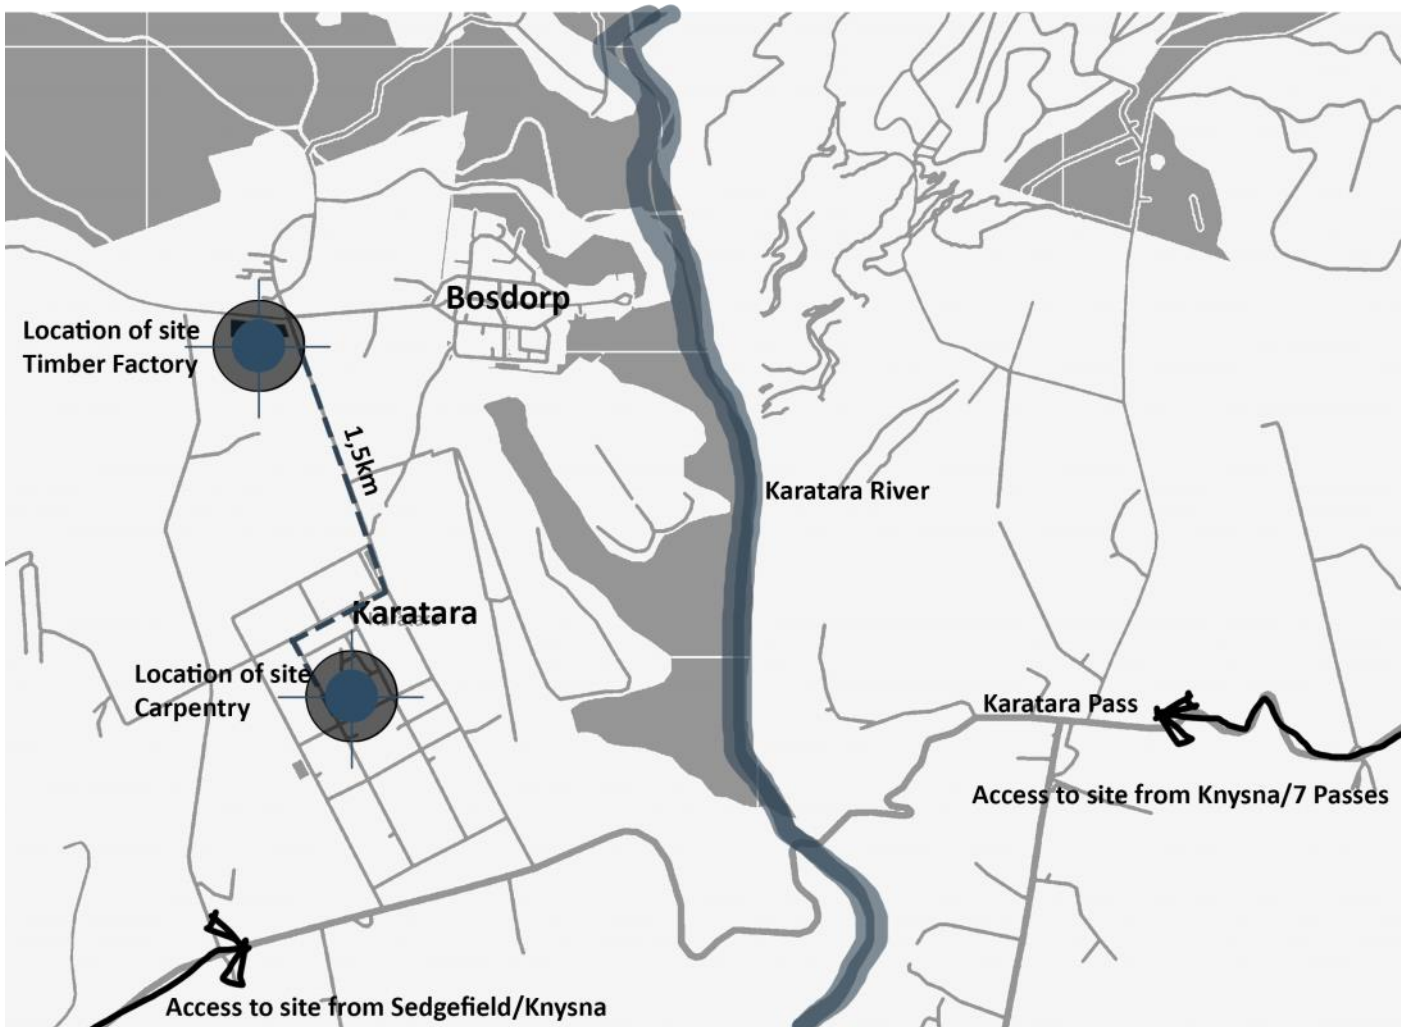 Bosdorp
Location of site
Timber Factory
1,5km
Karatara River
Karatara
Location of site
Carpentry
Karatara Pass
Access to site from Knysna/7 Passes
Access to site from Sedgefield/Knysna